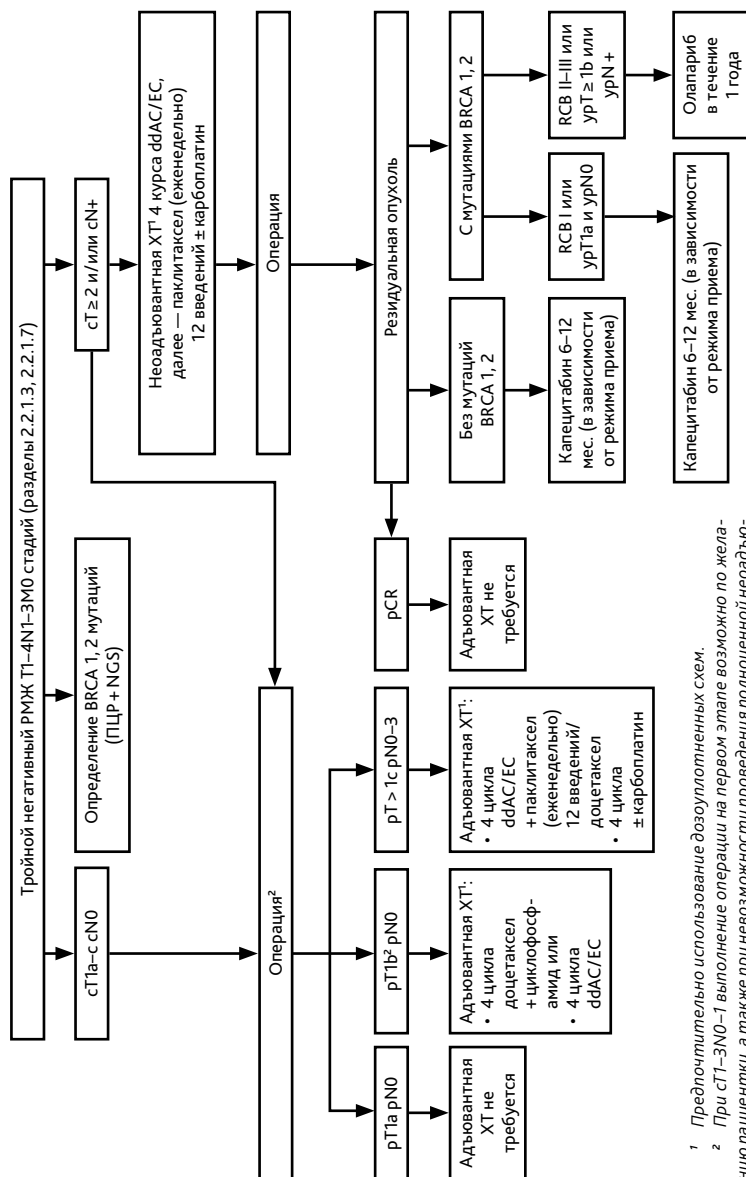 Тройной негативный РМЖ T1–4N1–3M0 стадий (разделы 2.2.1.3, 2.2.1.7)
cT1a–c cN0
Определение BRCA 1, 2 мутаций
(ПЦР + NGS)
cT ≥ 2 и/или cN+
Неоадъювантная ХТ¹ 4 курса ddAC/EC,
далее — паклитаксел (еженедельно)
12 введений ± карбоплатин
Операция²
Операция
pT1a pN0
pT1b² pN0
pT > 1c pN0–3
pCR
Резидуальная опухоль
Адъювантная
ХТ не
требуется
Адъювантная ХТ¹:
• 4 цикла
доцетаксел
+ циклофосф-
амид или
• 4 цикла
ddAC/EC
Адъювантная ХТ¹:
• 4 цикла
ddAC/EC
+ паклитаксел
(еженедельно)
12 введений/
доцетаксел
• 4 цикла
± карбоплатин
Адъювантная
ХТ не
требуется
Без мутаций
BRCA 1, 2
С мутациями BRCA 1, 2
Капецитабин 6–12
мес. (в зависимости
от режима приема)
RCB I или
ypT1a и ypN0
RCB II–III или
ypT ≥ 1b или
ypN +
Капецитабин 6–12 мес. (в зависимости
от режима приема)
Олапариб
в течение
1 года
¹ Предпочтительно использование дозоуплотненных схем.
² При cT1–3N0–1 выполнение операции на первом этапе возможно по жела-
нию пациентки, а также при невозможности проведения полноценной неоадъю-